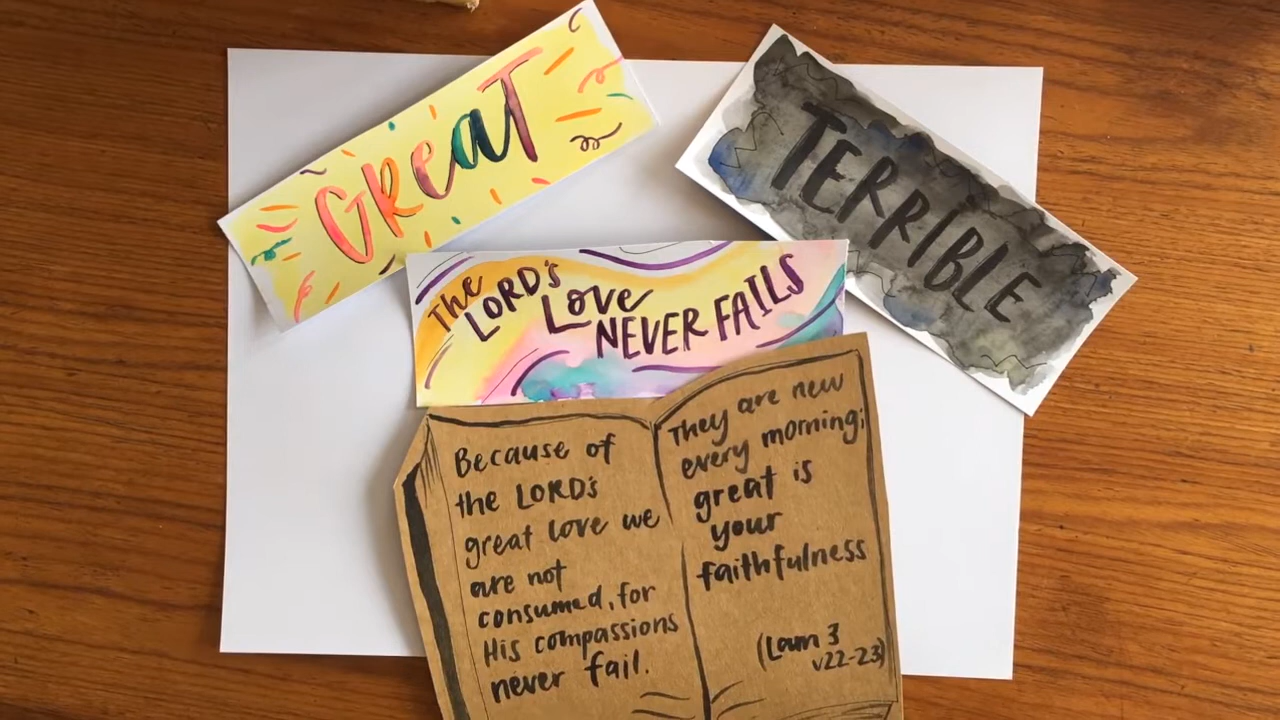 GReaT
TERRIBLE
The LORD's Love
NEVER FAILS
Because of
the LORD's
great love we
are not
consumed, for
His compassions
never fail.
They are new
every morning;
great is
your
faithfulness
(Lam 3
v22-23)